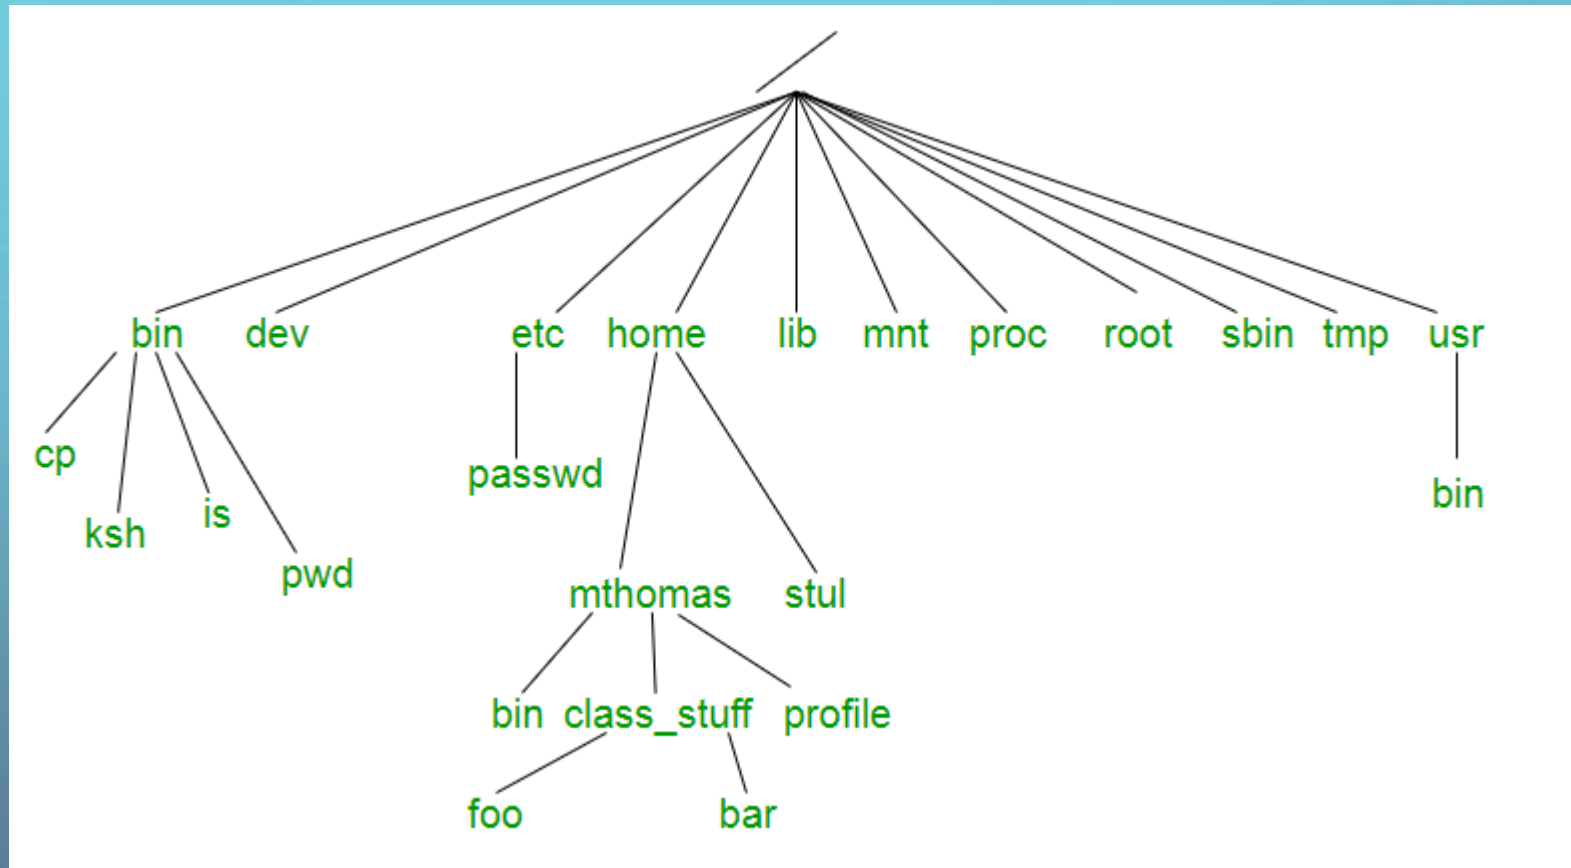 /
bin dev etc home lib mnt proc root sbin tmp usr
cp
passwd
bin
is
ksh
pwd
mthomas stul
bin class_stuff profile
foo bar